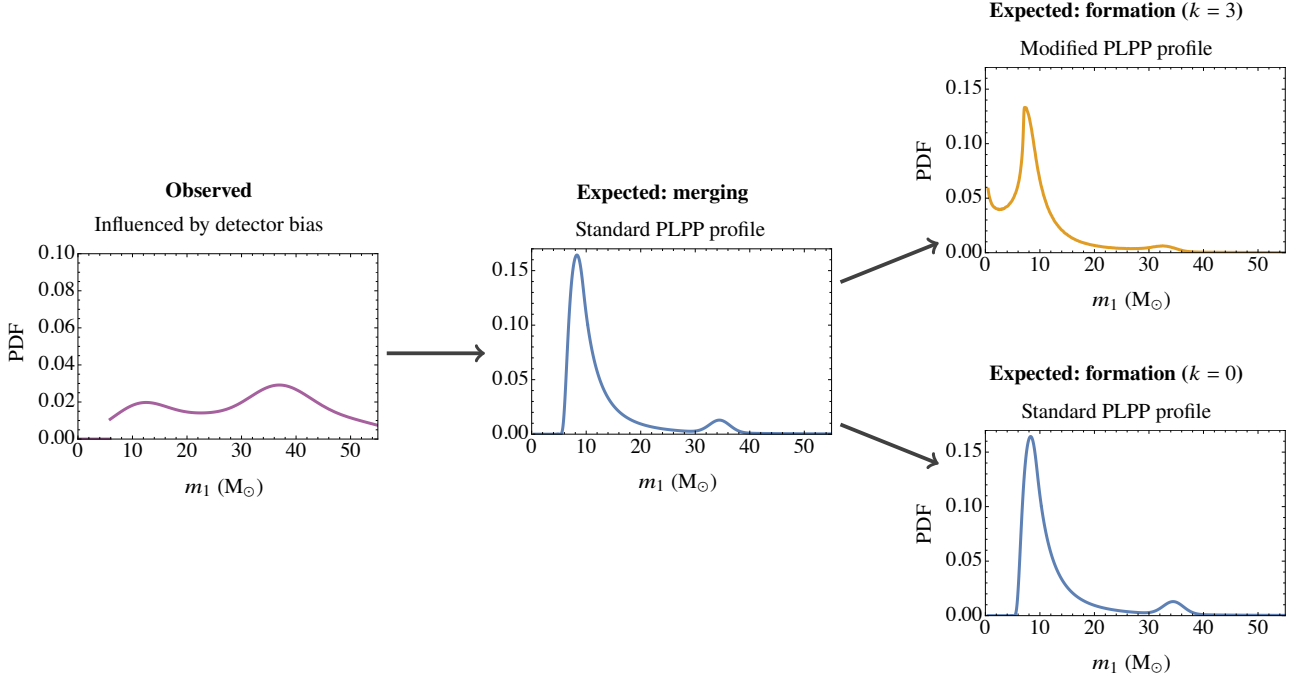 Observed
Influenced by detector bias
0.10
0.08
0.06
0.04
0.02
0.00
PDF
0 10 20 30 40 50
m₁ (M⊙)
Expected: merging
Standard PLPP profile
0.15
0.10
0.05
0.00
PDF
0 10 20 30 40 50
m₁ (M⊙)
Expected: formation (k = 3)
Modified PLPP profile
0.15
0.10
0.05
0.00
PDF
0 10 20 30 40 50
m₁ (M⊙)
Expected: formation (k = 0)
Standard PLPP profile
0.15
0.10
0.05
0.00
PDF
0 10 20 30 40 50
m₁ (M⊙)